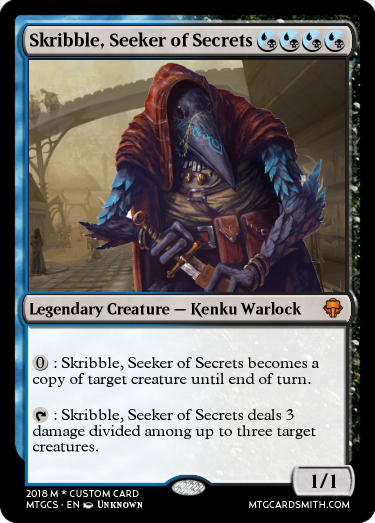 Skribble, Seeker of Secrets
Legendary Creature — Kenku Warlock
0 : Skribble, Seeker of Secrets becomes a
copy of target creature until end of turn.
: Skribble, Seeker of Secrets deals 3
damage divided among up to three target
creatures.
1/1
2018 M * CUSTOM CARD
MTGCS · EN Unknown
MTGCARDSMITH.COM